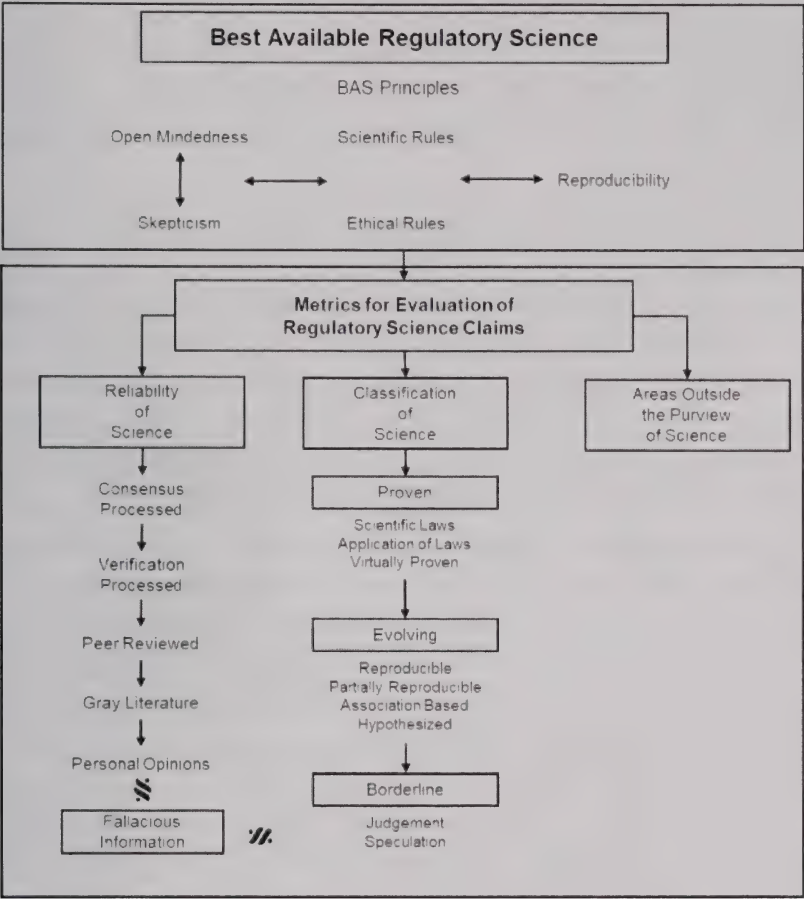 Best Available Regulatory Science
BAS Principles
Open Mindedness
Scientific Rules
Reproducibility
Skepticism
Ethical Rules
Metrics for Evaluation of
Regulatory Science Claims
Reliability
of
Science
Consensus
Processed
Verification
Processed
Peer Reviewed
Gray Literature
Personal Opinions
Fallacious
Information
Classification
of
Science
Proven
Scientific Laws
Application of Laws
Virtually Proven
Evolving
Reproducible
Partially Reproducible
Association Based
Hypothesized
Borderline
Judgement
Speculation
Areas Outside
the Purview
of Science